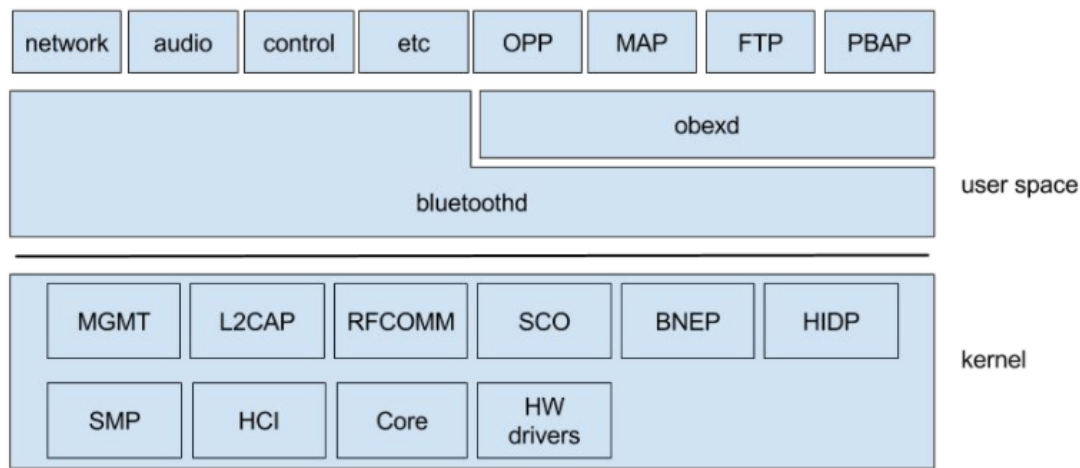 network audio control etc OPP MAP FTP PBAP
obexd
user space
bluetoothd
MGMT L2CAP RFCOMM SCO BNEP HIDP
kernel
SMP HCI Core HW
drivers